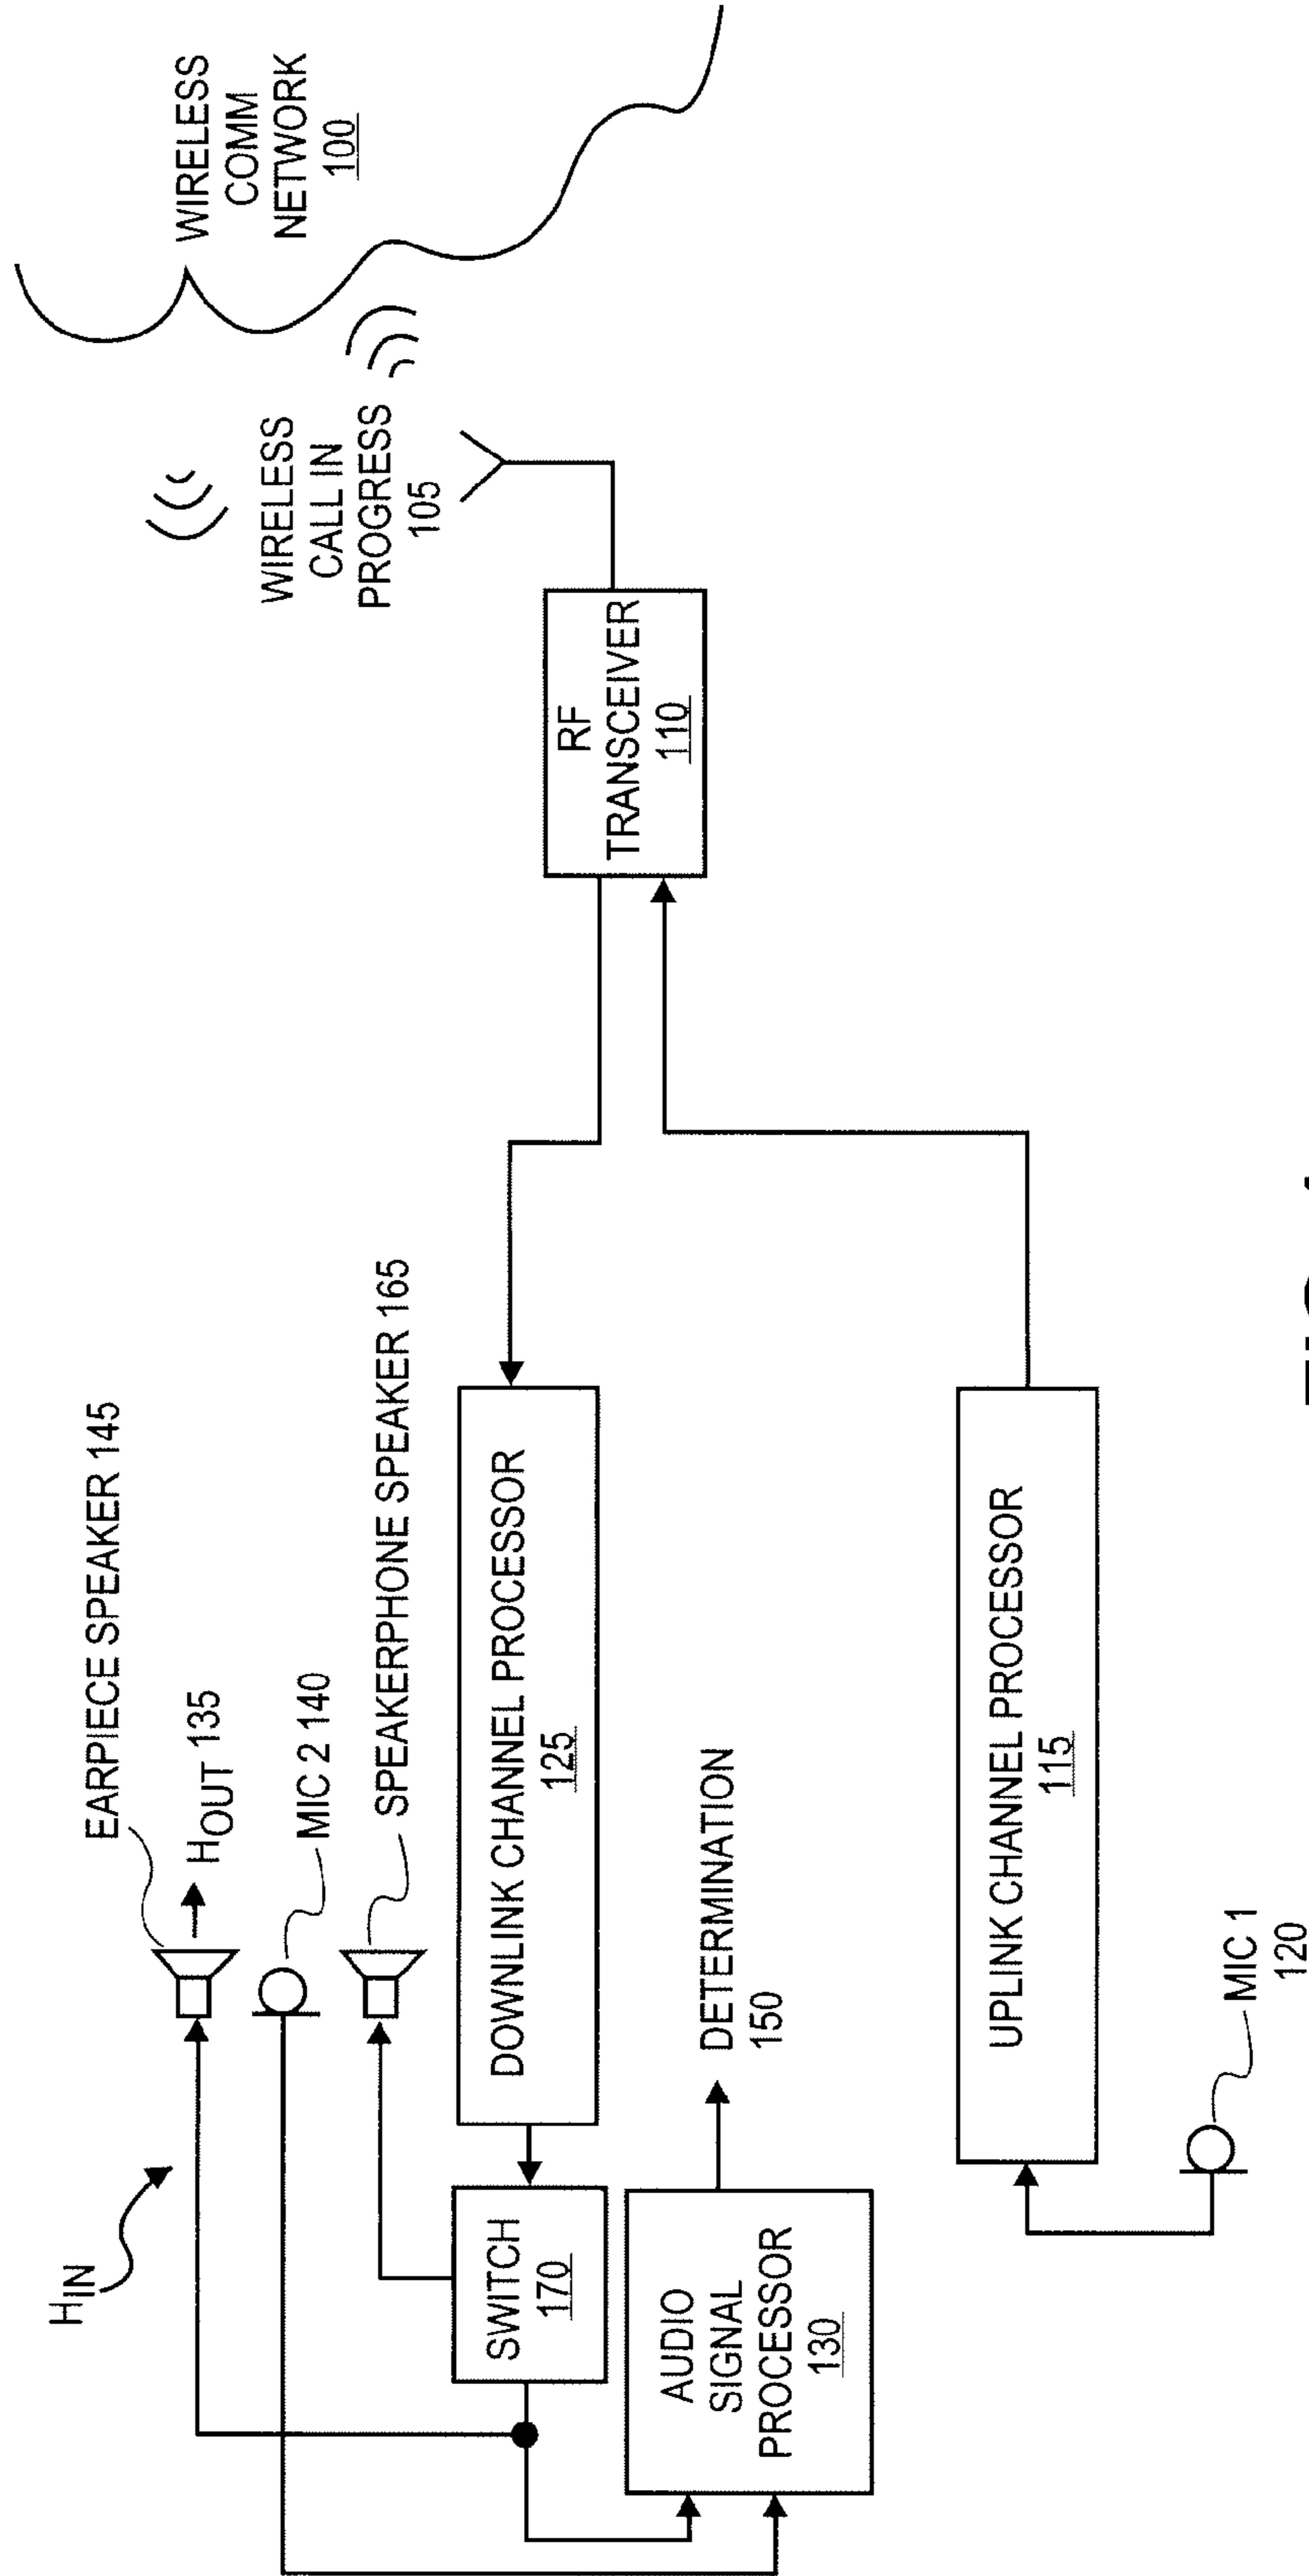 WIRELESS
COMM
NETWORK
100
WIRELESS
CALL IN
PROGRESS
105
RF
TRANSCEIVER
110
EARPIECE SPEAKER 145
HOUT 135
MIC 2 140
SPEAKERPHONE SPEAKER 165
HIN
DOWNLINK CHANNEL PROCESSOR
125
SWITCH
170
AUDIO
SIGNAL
PROCESSOR
130
DETERMINATION
150
UPLINK CHANNEL PROCESSOR
115
MIC 1
120